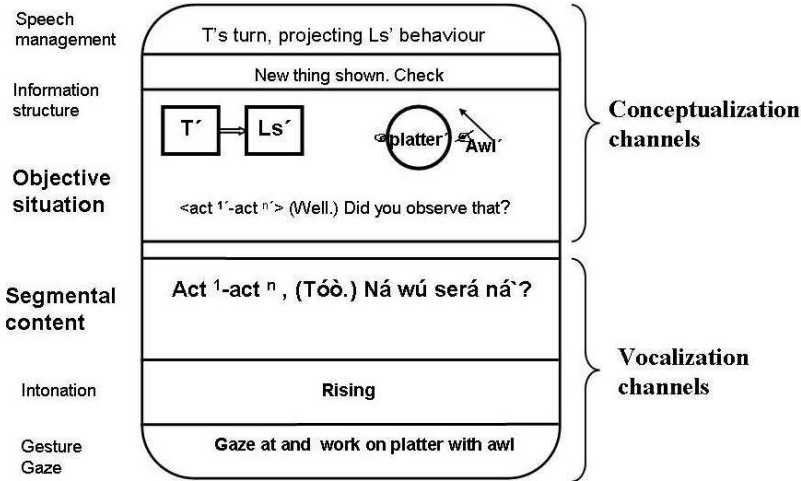 Speech
management
T's turn, projecting Ls' behaviour
New thing shown. Check
Information
structure
T´
Ls´
platter´
Awl´
Conceptualization
channels
Objective
situation
<act ¹´-act ⁿ´> (Well.) Did you observe that?
Segmental
content
Act ¹-act ⁿ , (Tóò.) Ná wú será ná`?
Vocalization
channels
Intonation
Rising
Gesture
Gaze
Gaze at and work on platter with awl